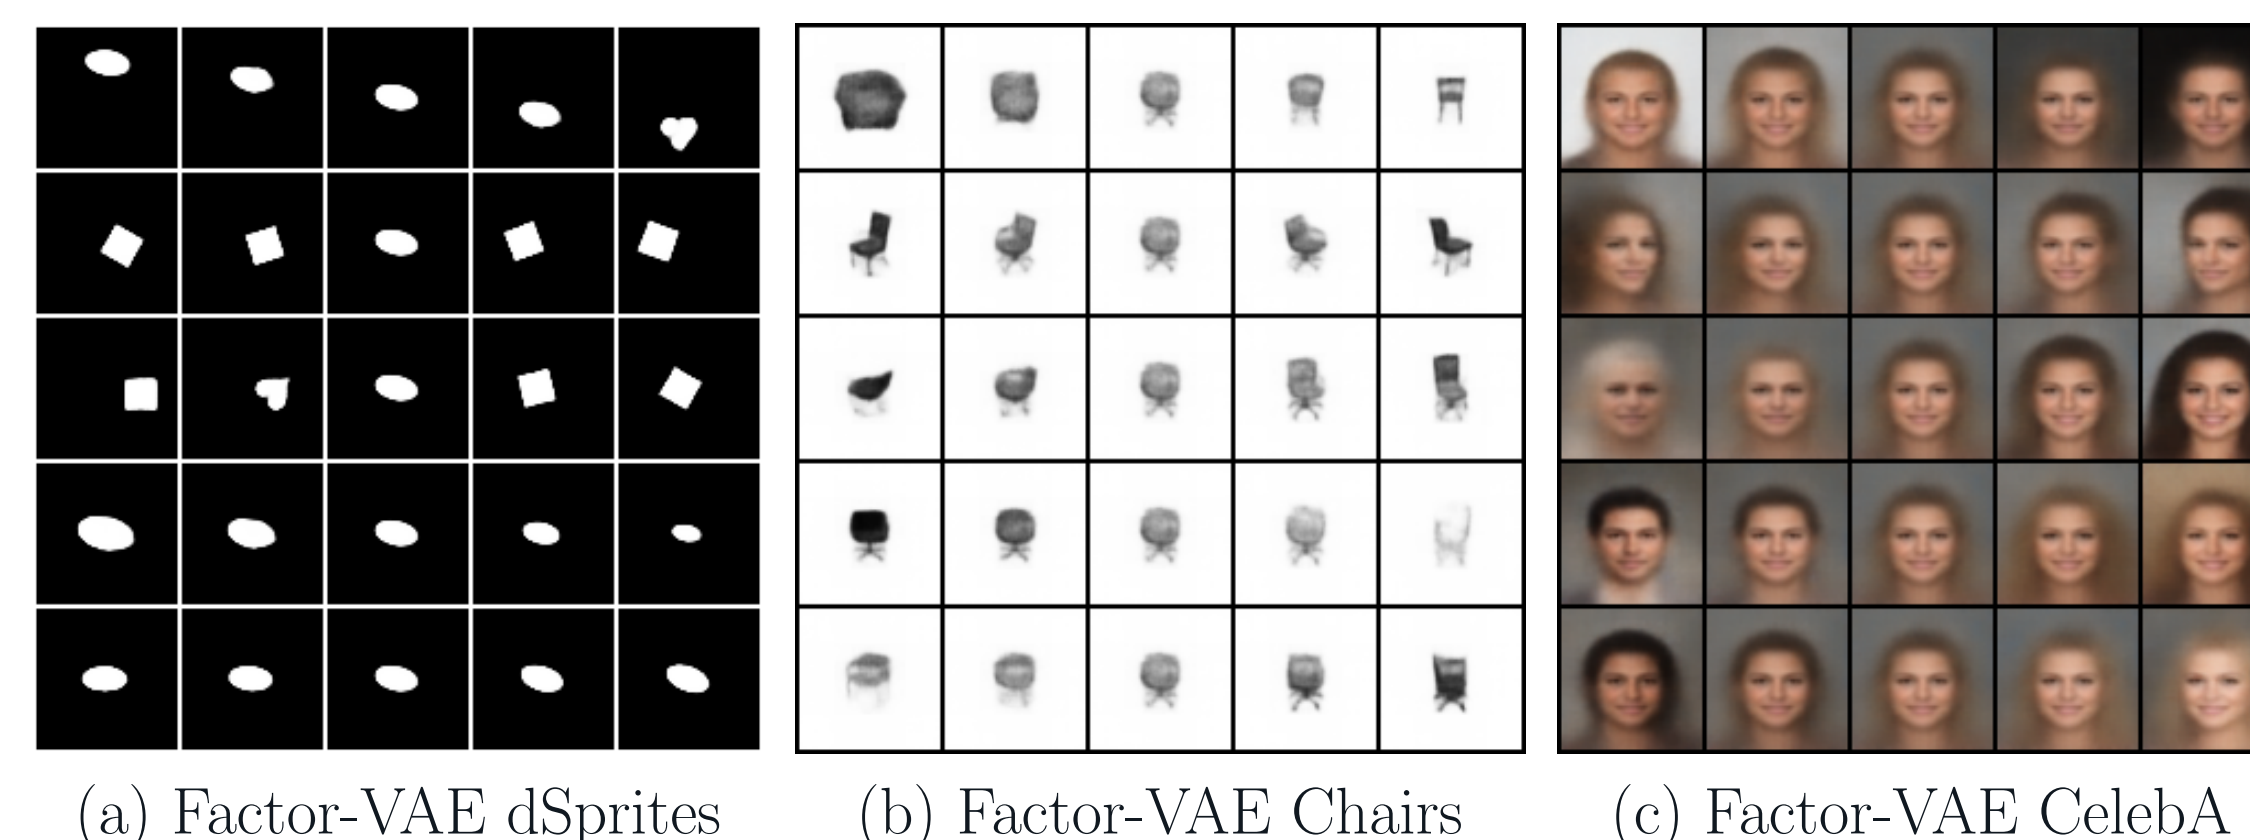 (a) Factor-VAE dSprites
(b) Factor-VAE Chairs
(c) Factor-VAE CelebA